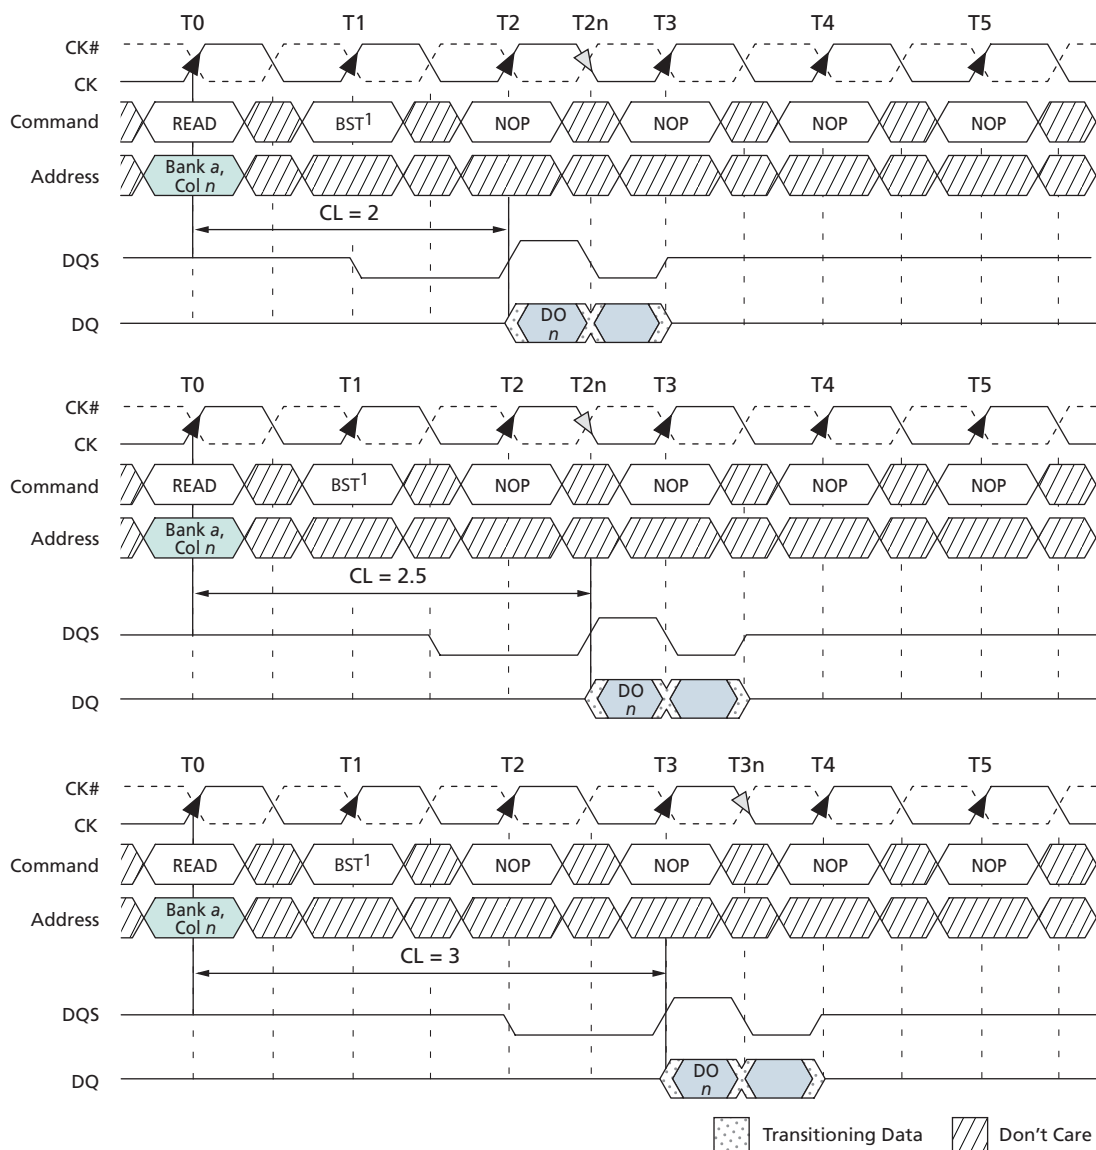 T0 T1 T2 T2n T3 T4 T5
CK#
CK
Command READ BST1 NOP NOP NOP NOP
Address Bank a,
Col n
CL = 2
DQS
DQ DO
n
T0 T1 T2 T2n T3 T4 T5
CK#
CK
Command READ BST1 NOP NOP NOP NOP
Address Bank a,
Col n
CL = 2.5
DQS
DQ DO
n
T0 T1 T2 T3 T3n T4 T5
CK#
CK
Command READ BST1 NOP NOP NOP NOP
Address Bank a,
Col n
CL = 3
DQS
DQ DO
n
Transitioning Data Don't Care